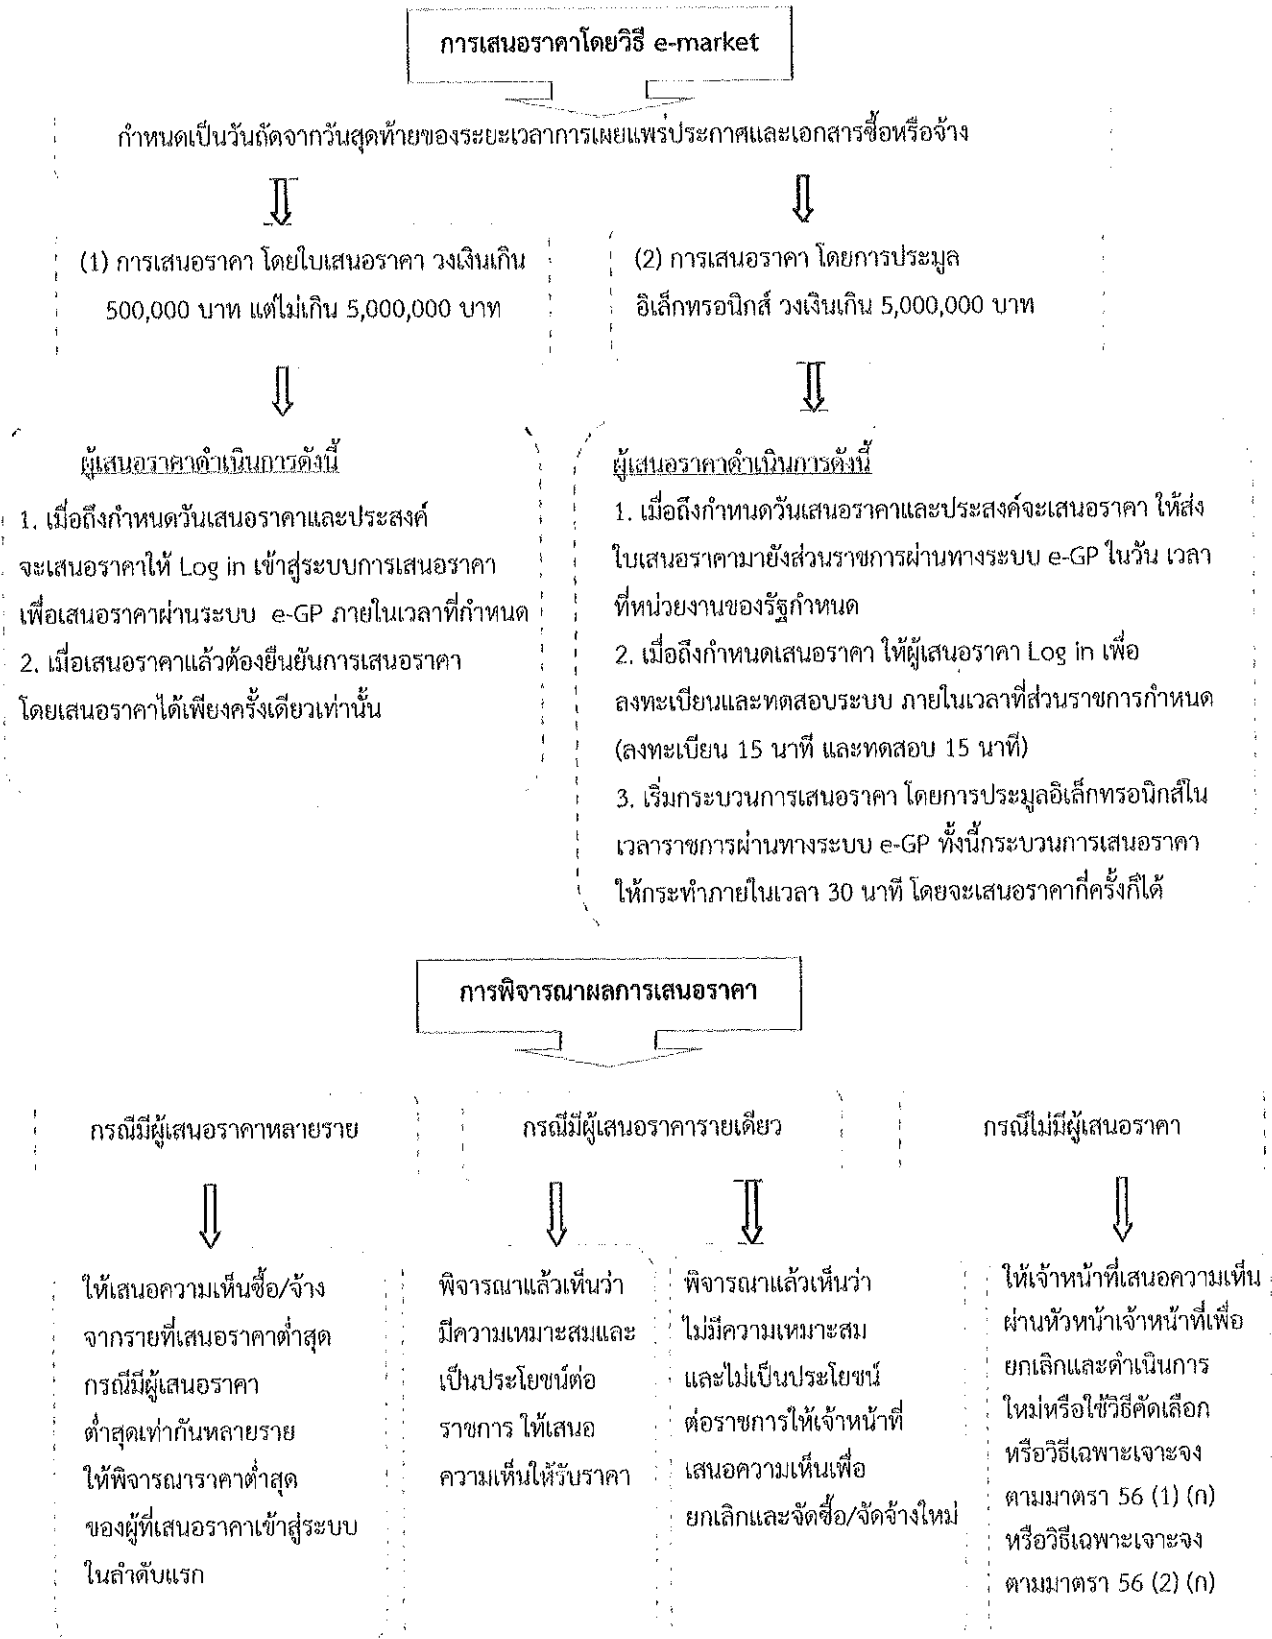 การเสนอราคาโดยวิธี e-market
กำหนดเป็นวันถัดจากวันสุดท้ายของระยะเวลาการเผยแพร่ประกาศและเอกสารซื้อหรือจ้าง
(1) การเสนอราคา โดยใบเสนอราคา วงเงินเกิน
500,000 บาท แต่ไม่เกิน 5,000,000 บาท
(2) การเสนอราคา โดยการประมูล
อิเล็กทรอนิกส์ วงเงินเกิน 5,000,000 บาท
ผู้เสนอราคาดำเนินการดังนี้
1. เมื่อถึงกำหนดวันเสนอราคาและประสงค์
จะเสนอราคาให้ Log in เข้าสู่ระบบการเสนอราคา
เพื่อเสนอราคาผ่านระบบ e-GP ภายในเวลาที่กำหนด
2. เมื่อเสนอราคาแล้วต้องยืนยันการเสนอราคา
โดยเสนอราคาได้เพียงครั้งเดียวเท่านั้น
ผู้เสนอราคาดำเนินการดังนี้
1. เมื่อถึงกำหนดวันเสนอราคาและประสงค์จะเสนอราคา ให้ส่ง
ใบเสนอราคามายังส่วนราชการผ่านทางระบบ e-GP ในวัน เวลา
ที่หน่วยงานของรัฐกำหนด
2. เมื่อถึงกำหนดเสนอราคา ให้ผู้เสนอราคา Log in เพื่อ
ลงทะเบียนและทดสอบระบบ ภายในเวลาที่ส่วนราชการกำหนด
(ลงทะเบียน 15 นาที และทดสอบ 15 นาที)
3. เริ่มกระบวนการเสนอราคา โดยการประมูลอิเล็กทรอนิกส์ใน
เวลาราชการผ่านทางระบบ e-GP ทั้งนี้กระบวนการเสนอราคา
ให้กระทำภายในเวลา 30 นาที โดยจะเสนอราคากี่ครั้งก็ได้
การพิจารณาผลการเสนอราคา
กรณีมีผู้เสนอราคาหลายราย
กรณีมีผู้เสนอราคารายเดียว
กรณีไม่มีผู้เสนอราคา
ให้เสนอความเห็นซื้อ/จ้าง
จากรายที่เสนอราคาต่ำสุด
กรณีมีผู้เสนอราคา
ต่ำสุดเท่ากันหลายราย
ให้พิจารณาราคาต่ำสุด
ของผู้ที่เสนอราคาเข้าสู่ระบบ
ในลำดับแรก
พิจารณาแล้วเห็นว่า
มีความเหมาะสมและ
เป็นประโยชน์ต่อ
ราชการ ให้เสนอ
ความเห็นให้รับราคา
พิจารณาแล้วเห็นว่า
ไม่มีความเหมาะสม
และไม่เป็นประโยชน์
ต่อราชการให้เจ้าหน้าที่
เสนอความเห็นเพื่อ
ยกเลิกและจัดซื้อ/จัดจ้างใหม่
ให้เจ้าหน้าที่เสนอความเห็น
ผ่านหัวหน้าเจ้าหน้าที่เพื่อ
ยกเลิกและดำเนินการ
ใหม่หรือใช้วิธีคัดเลือก
หรือวิธีเฉพาะเจาะจง
ตามมาตรา 56 (1) (ก)
หรือวิธีเฉพาะเจาะจง
ตามมาตรา 56 (2) (ก)